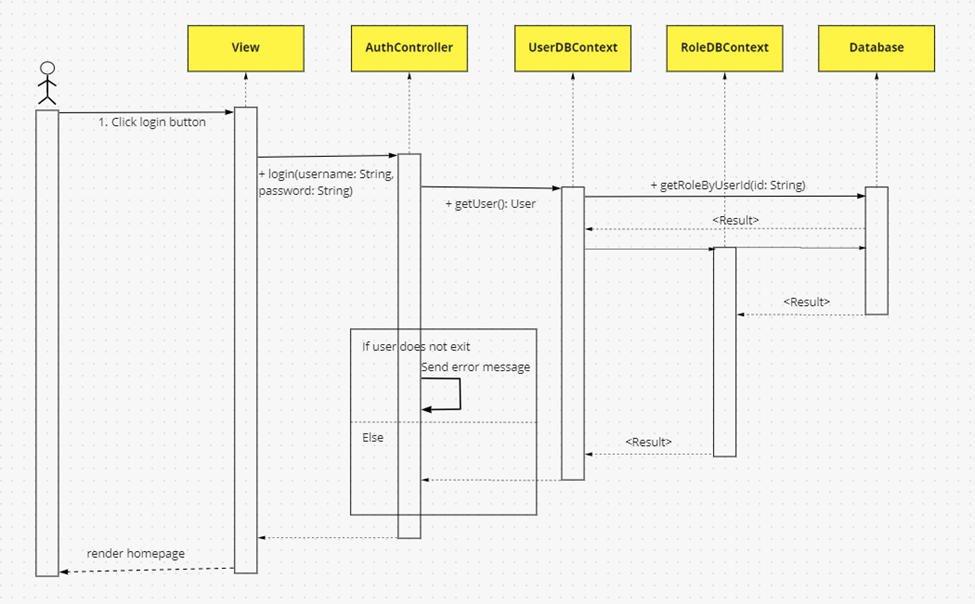 View
AuthController
UserDBContext
RoleDBContext
Database
1. Click login button
+ login(username: String,
password: String)
+ getUser(): User
+ getRoleByUserId(id: String)
<Result>
<Result>
If user does not exit
Send error message
Else
<Result>
render homepage